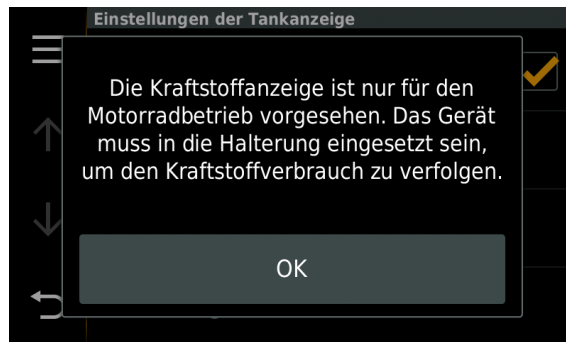 Einstellungen der Tankanzeige
Die Kraftstoffanzeige ist nur für den
Motorradbetrieb vorgesehen. Das Gerät
muss in die Halterung eingesetzt sein,
um den Kraftstoffverbrauch zu verfolgen.
OK